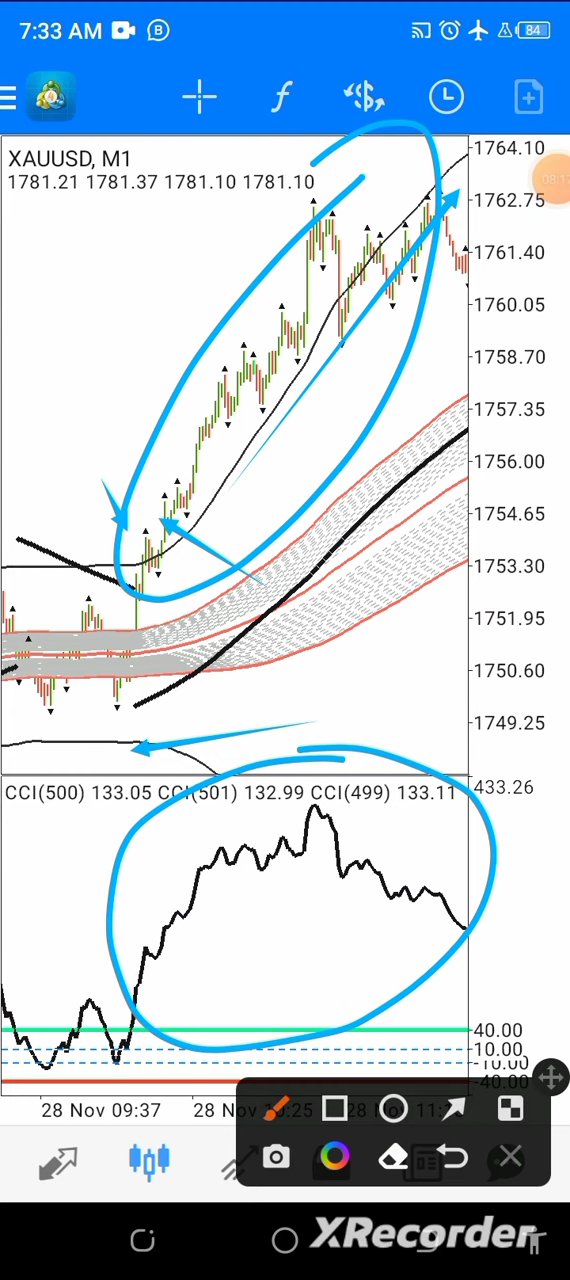 7:33 AM
84
XAUUSD, M1
1781.21 1781.37 1781.10 1781.10
1764.10
1762.75
1761.40
1760.05
1758.70
1757.35
1756.00
1754.65
1753.30
1751.95
1750.60
1749.25
CCI(500) 133.05 CCI(501) 132.99 CCI(499) 133.11
433.26
40.00
10.00
-40.00
28 Nov 09:37
28 Nov
28 Nov
XRecorder